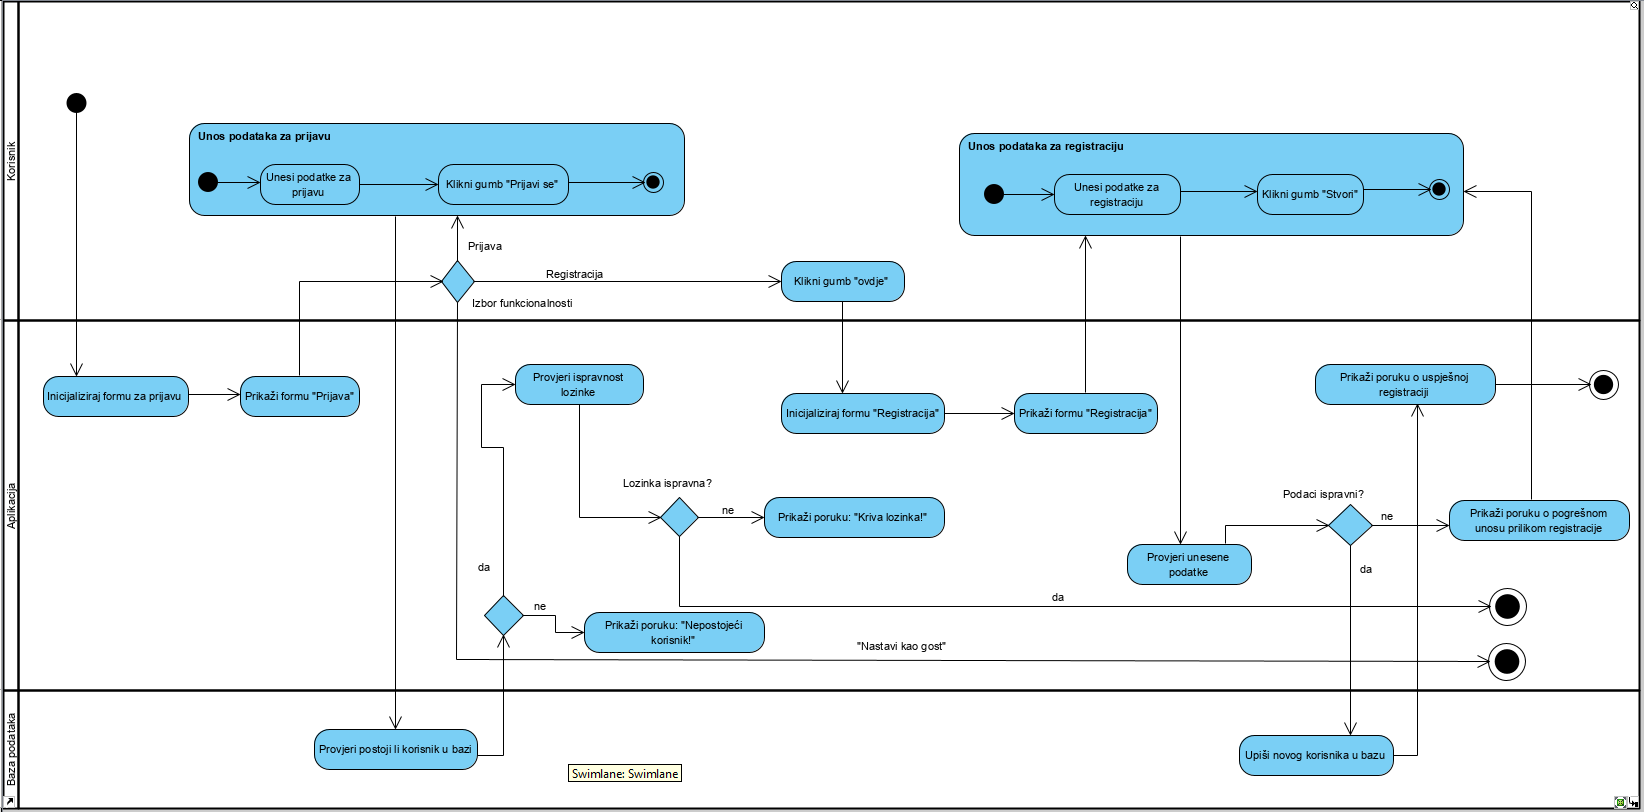 Korisnik
Unos podataka za prijavu
Unesi podatke za
prijavu
Klikni gumb "Prijavi se"
Unos podataka za registraciju
Unesi podatke za
registraciju
Klikni gumb "Stvori"
Prijava
Registracija
Izbor funkcionalnosti
Klikni gumb "ovdje"
Aplikacija
Inicijaliziraj formu za prijavu
Prikaži formu "Prijava"
Provjeri ispravnost
lozinke
Inicijaliziraj formu "Registracija"
Prikaži formu "Registracija"
Prikaži poruku o uspješnoj
registraciji
Lozinka ispravna?
ne
Prikaži poruku: "Kriva lozinka!"
Podaci ispravni?
ne
Prikaži poruku o pogrešnom
unosu prilikom registracije
Provjeri unesene
podatke
da
da
da
ne
Prikaži poruku: "Nepostojeći
korisnik!"
"Nastavi kao gost"
Baza podataka
Provjeri postoji li korisnik u bazi
Upiši novog korisnika u bazu
Swimlane: Swimlane